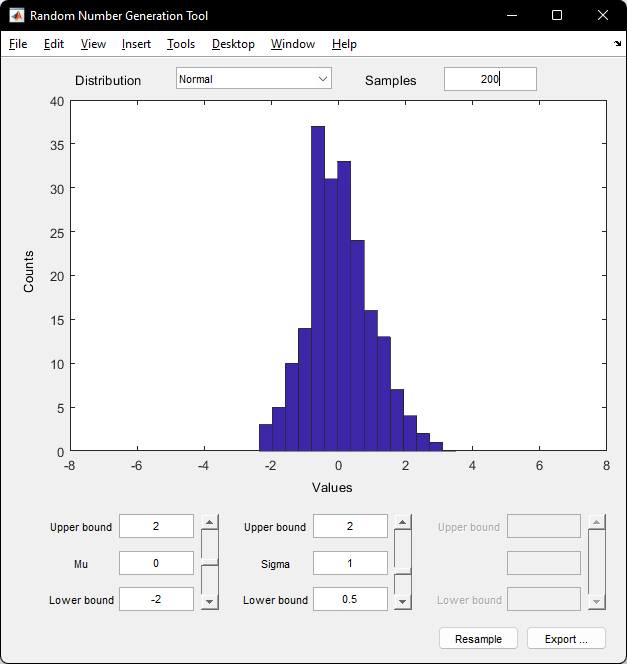 Random Number Generation Tool
File Edit View Insert Tools Desktop Window Help
Distribution Normal Samples 200
40
35
30
25
20
15
10
5
0
Counts
-8 -6 -4 -2 0 2 4 6 8
Values
Upper bound 2 Upper bound 2 Upper bound
Mu 0 Sigma 1
Lower bound -2 Lower bound 0.5 Lower bound
Resample Export ...